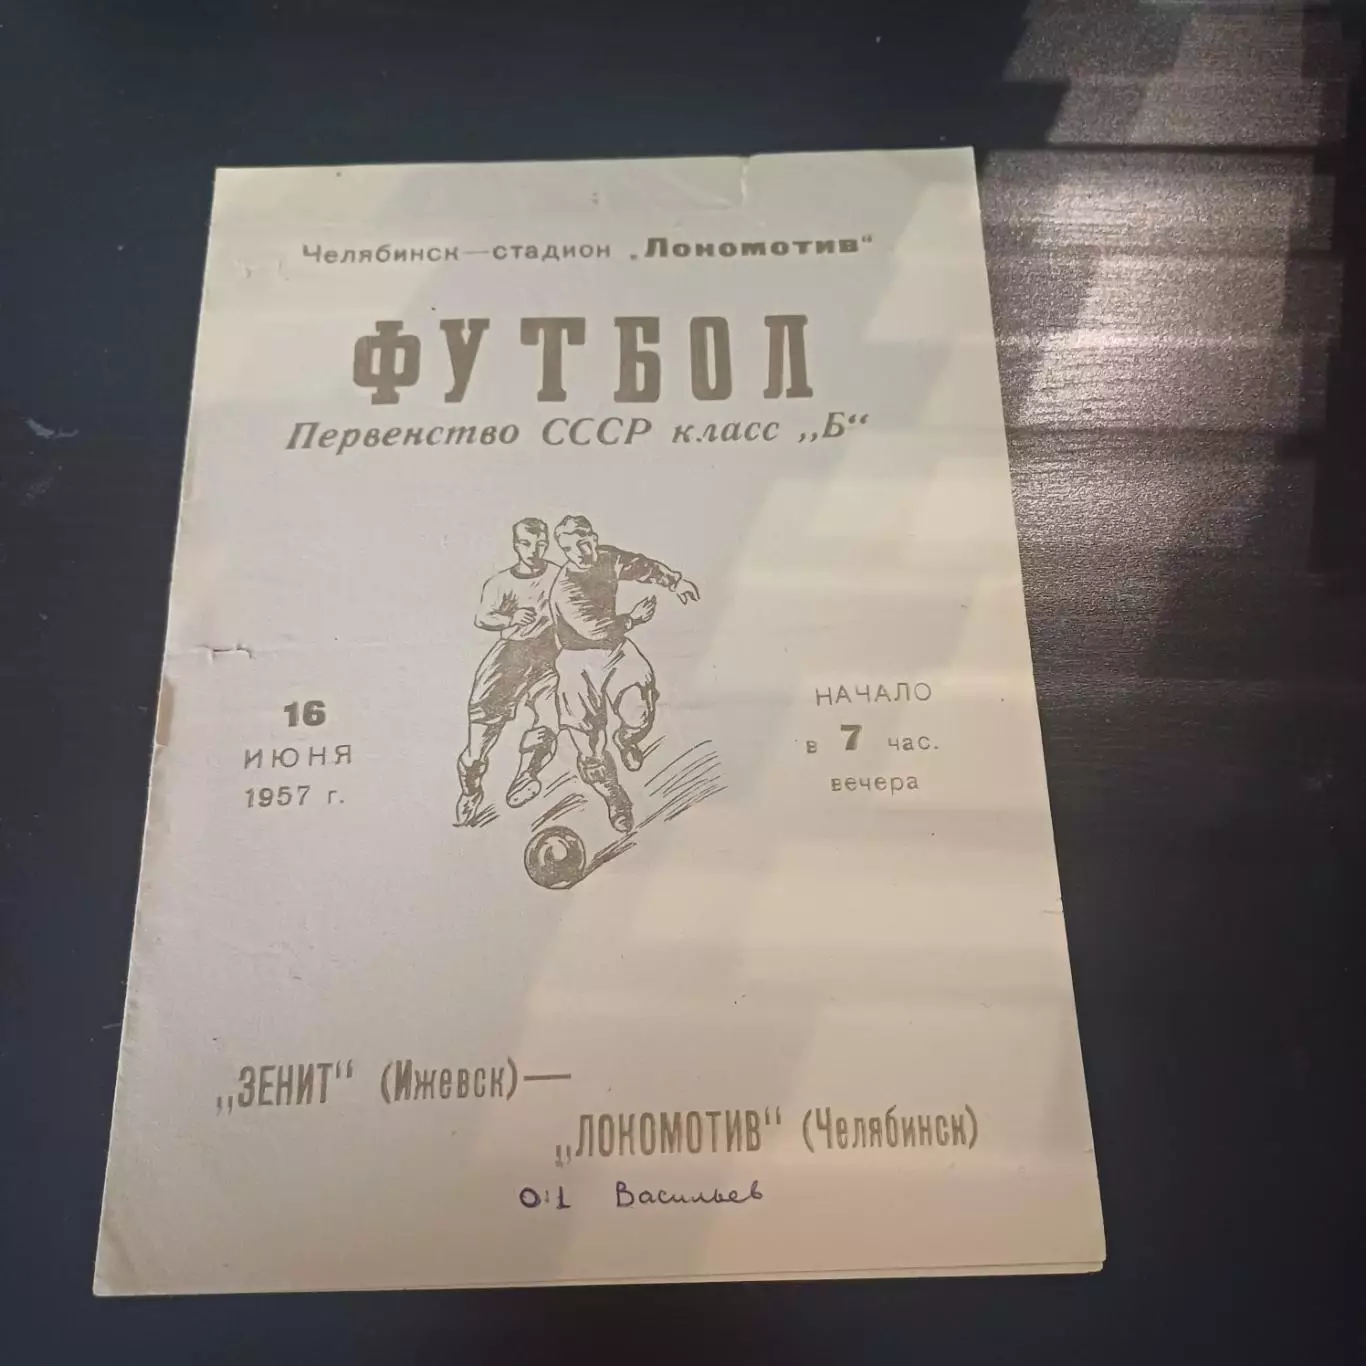 Челябинск—стадион „Локомотив“
ФУТБОЛ
Первенство СССР класс „Б“
16
ИЮНЯ
1957 г.
НАЧАЛО
в 7 час.
вечера
„ЗЕНИТ“ (Ижевск)—
„ЛОКОМОТИВ“ (Челябинск)
0:1 Васильев